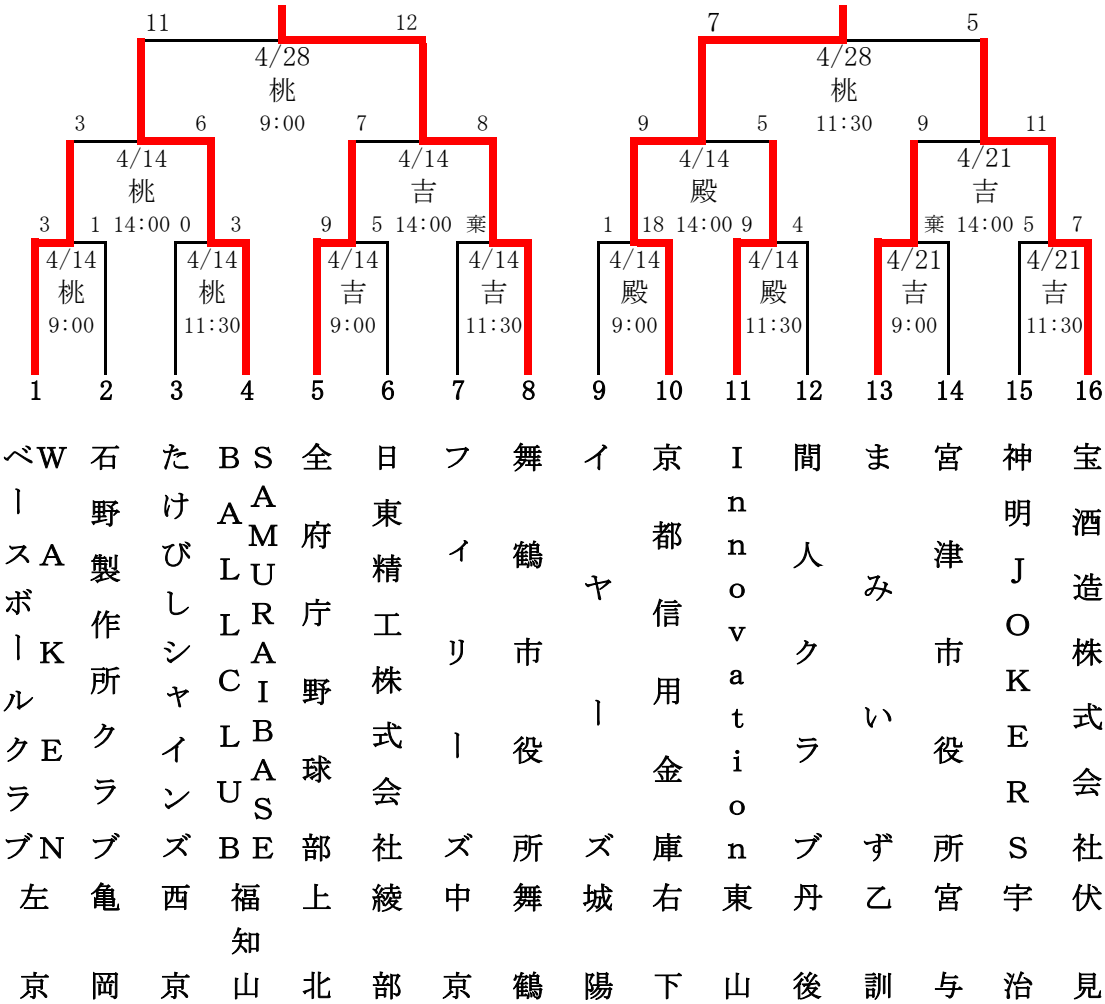 11 12 7 5
4/28 4/28
桃 桃
3 6 9:00 7 8 9 5 11:30 9 11
4/14 4/14 4/14 4/21
桃 吉 殿 吉
3 1 14:00 0 3 9 5 14:00 棄 1 18 14:00 9 4 棄 14:00 5 7
4/14 4/14 4/14 4/14 4/14 4/14 4/21 4/21
桃 桃 吉 吉 殿 殿 吉 吉
9:00 11:30 9:00 11:30 9:00 11:30 9:00 11:30
1 2 3 4 5 6 7 8 9 10 11 12 13 14 15 16
WAKEN
ベースボールクラブ
左京
石野製作所クラブ
亀岡
たけびしシャインズ
西京
SAMURAIBASE
BALLCLUB
福知山
全府庁野球部
上北
日東精工株式会社
綾部
フィリーズ
中京
舞鶴市役所
舞鶴
イヤーズ
城陽
京都信用金庫
右下
Innovation
東山
間人クラブ
丹後
まみいず
乙訓
宮津市役所
宮与
神明JOKERS
宇治
宝酒造株式会社
伏見